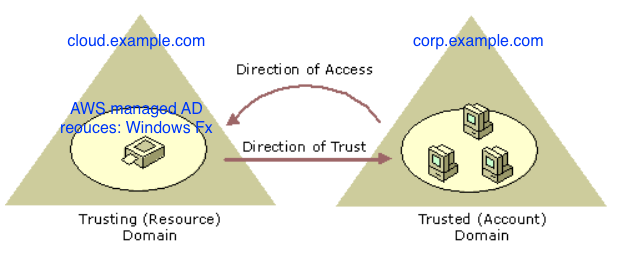 cloud.example.com
corp.example.com
Direction of Access
AWS managed AD
reouces: Windows Fx
Direction of Trust
Trusting (Resource)
Domain
Trusted (Account)
Domain